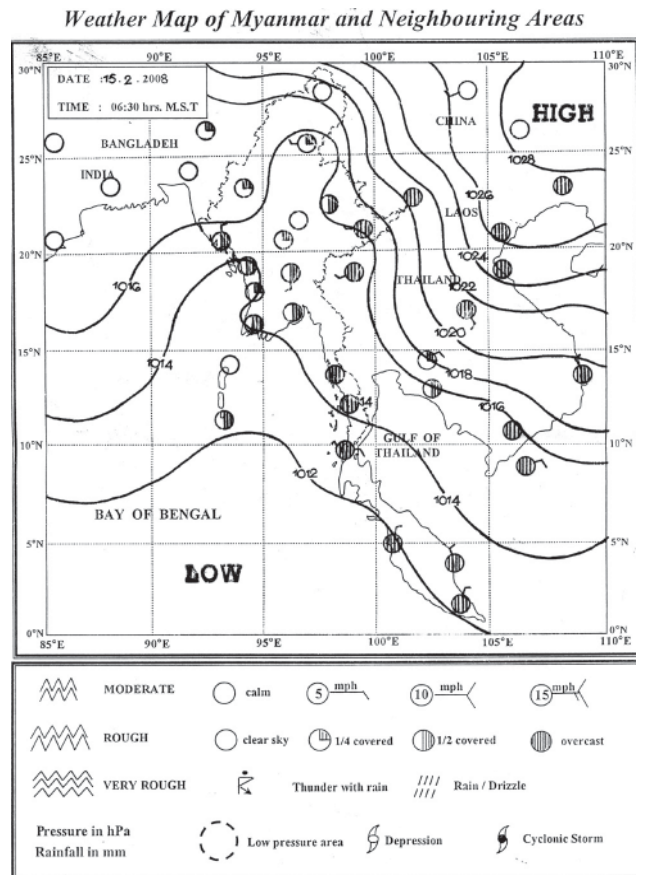 Weather Map of Myanmar and Neighbouring Areas
85°E 90°E 95°E 100°E 105°E 110°E
30°N 30°N
DATE :15.2.2008
TIME : 06:30 hrs. M.S.T
CHINA
HIGH
BANGLADEH
25°N 25°N
1028
INDIA
1026
LAOS
20°N 20°N
1024
THAILAND
1016
1022
1020
15°N 15°N
1014
1018
14
1016
10°N 10°N
GULF OF
THAILAND
1012
1014
BAY OF BENGAL
5°N 5°N
LOW
0°N 0°N
85°E 90°E 95°E 100°E 105°E 110°E
MODERATE calm 5 mph 10 mph 15 mph
ROUGH clear sky 1/4 covered 1/2 covered overcast
VERY ROUGH Thunder with rain Rain / Drizzle
Pressure in hPa
Rainfall in mm
Low pressure area Depression Cyclonic Storm